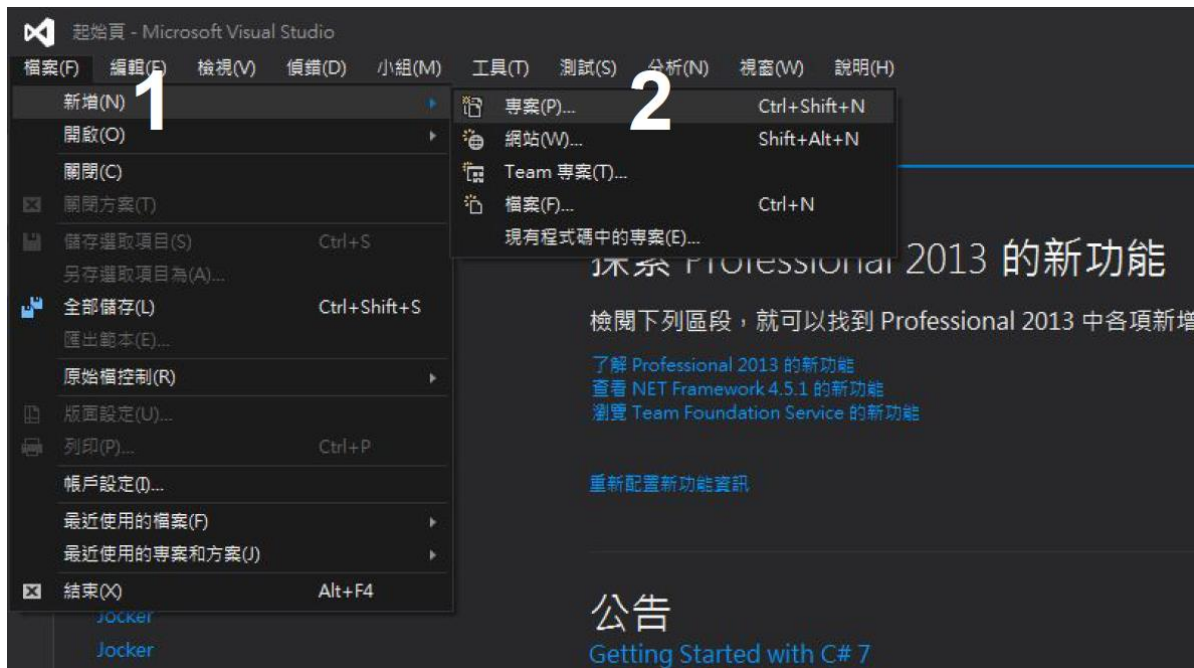 起始頁 - Microsoft Visual Studio
檔案(F) 編輯(E) 檢視(V) 偵錯(D) 小組(M) 工具(T) 測試(S) 分析(N) 視窗(W) 說明(H)
1
新增(N)
開啟(O)
關閉(C)
關閉方案(T)
儲存選取項目(S) Ctrl+S
另存選取項目為(A)...
全部儲存(L) Ctrl+Shift+S
匯出範本(E)...
原始檔控制(R)
版面設定(U)...
列印(P)... Ctrl+P
帳戶設定(I)...
最近使用的檔案(F)
最近使用的專案和方案(J)
結束(X) Alt+F4
2
專案(P)... Ctrl+Shift+N
網站(W)... Shift+Alt+N
Team 專案(T)...
檔案(F)... Ctrl+N
現有程式碼中的專案(E)...
探索 Professional 2013 的新功能
檢閱下列區段，就可以找到 Professional 2013 中各項新增
了解 Professional 2013 的新功能
查看 NET Framework 4.5.1 的新功能
瀏覽 Team Foundation Service 的新功能
重新配置新功能資訊
公告
Getting Started with C# 7
Jocker
Jocker